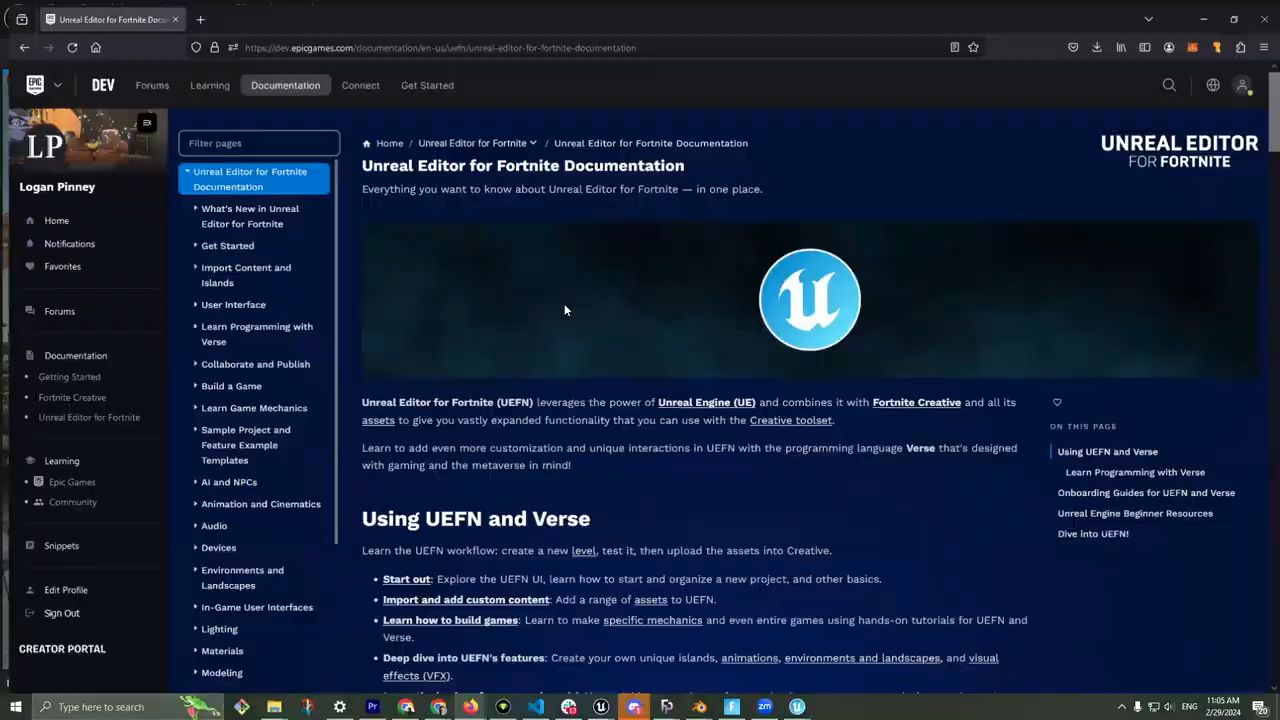 Unreal Editor for Fortnite Docum
https://dev.epicgames.com/documentation/en-us/uefn/unreal-editor-for-fortnite-documentation
EPIC GAMES
DEV
Forums
Learning
Documentation
Connect
Get Started
LP
Logan Pinney
Home
Notifications
Favorites
Forums
Documentation
Getting Started
Fortnite Creative
Unreal Editor for Fortnite
Learning
Epic Games
Community
Snippets
Edit Profile
Sign Out
CREATOR PORTAL
Filter pages
Unreal Editor for Fortnite
Documentation
What's New in Unreal
Editor for Fortnite
Get Started
Import Content and
Islands
User Interface
Learn Programming with
Verse
Collaborate and Publish
Build a Game
Learn Game Mechanics
Sample Project and
Feature Example
Templates
AI and NPCs
Animation and Cinematics
Audio
Devices
Environments and
Landscapes
In-Game User Interfaces
Lighting
Materials
Modeling
Home / Unreal Editor for Fortnite / Unreal Editor for Fortnite Documentation
UNREAL EDITOR
FOR FORTNITE
Unreal Editor for Fortnite Documentation
Everything you want to know about Unreal Editor for Fortnite — in one place.
Unreal Editor for Fortnite (UEFN) leverages the power of Unreal Engine (UE) and combines it with Fortnite Creative and all its
assets to give you vastly expanded functionality that you can use with the Creative toolset.
Learn to add even more customization and unique interactions in UEFN with the programming language Verse that's designed
with gaming and the metaverse in mind!
Using UEFN and Verse
Learn the UEFN workflow: create a new level, test it, then upload the assets into Creative.
• Start out: Explore the UEFN UI, learn how to start and organize a new project, and other basics.
• Import and add custom content: Add a range of assets to UEFN.
• Learn how to build games: Learn to make specific mechanics and even entire games using hands-on tutorials for UEFN and
Verse.
• Deep dive into UEFN's features: Create your own unique islands, animations, environments and landscapes, and visual
effects (VFX).
ON THIS PAGE
Using UEFN and Verse
Learn Programming with Verse
Onboarding Guides for UEFN and Verse
Unreal Engine Beginner Resources
Dive into UEFN!
Type here to search
Pr
zm
11:05 AM
2/29/2024